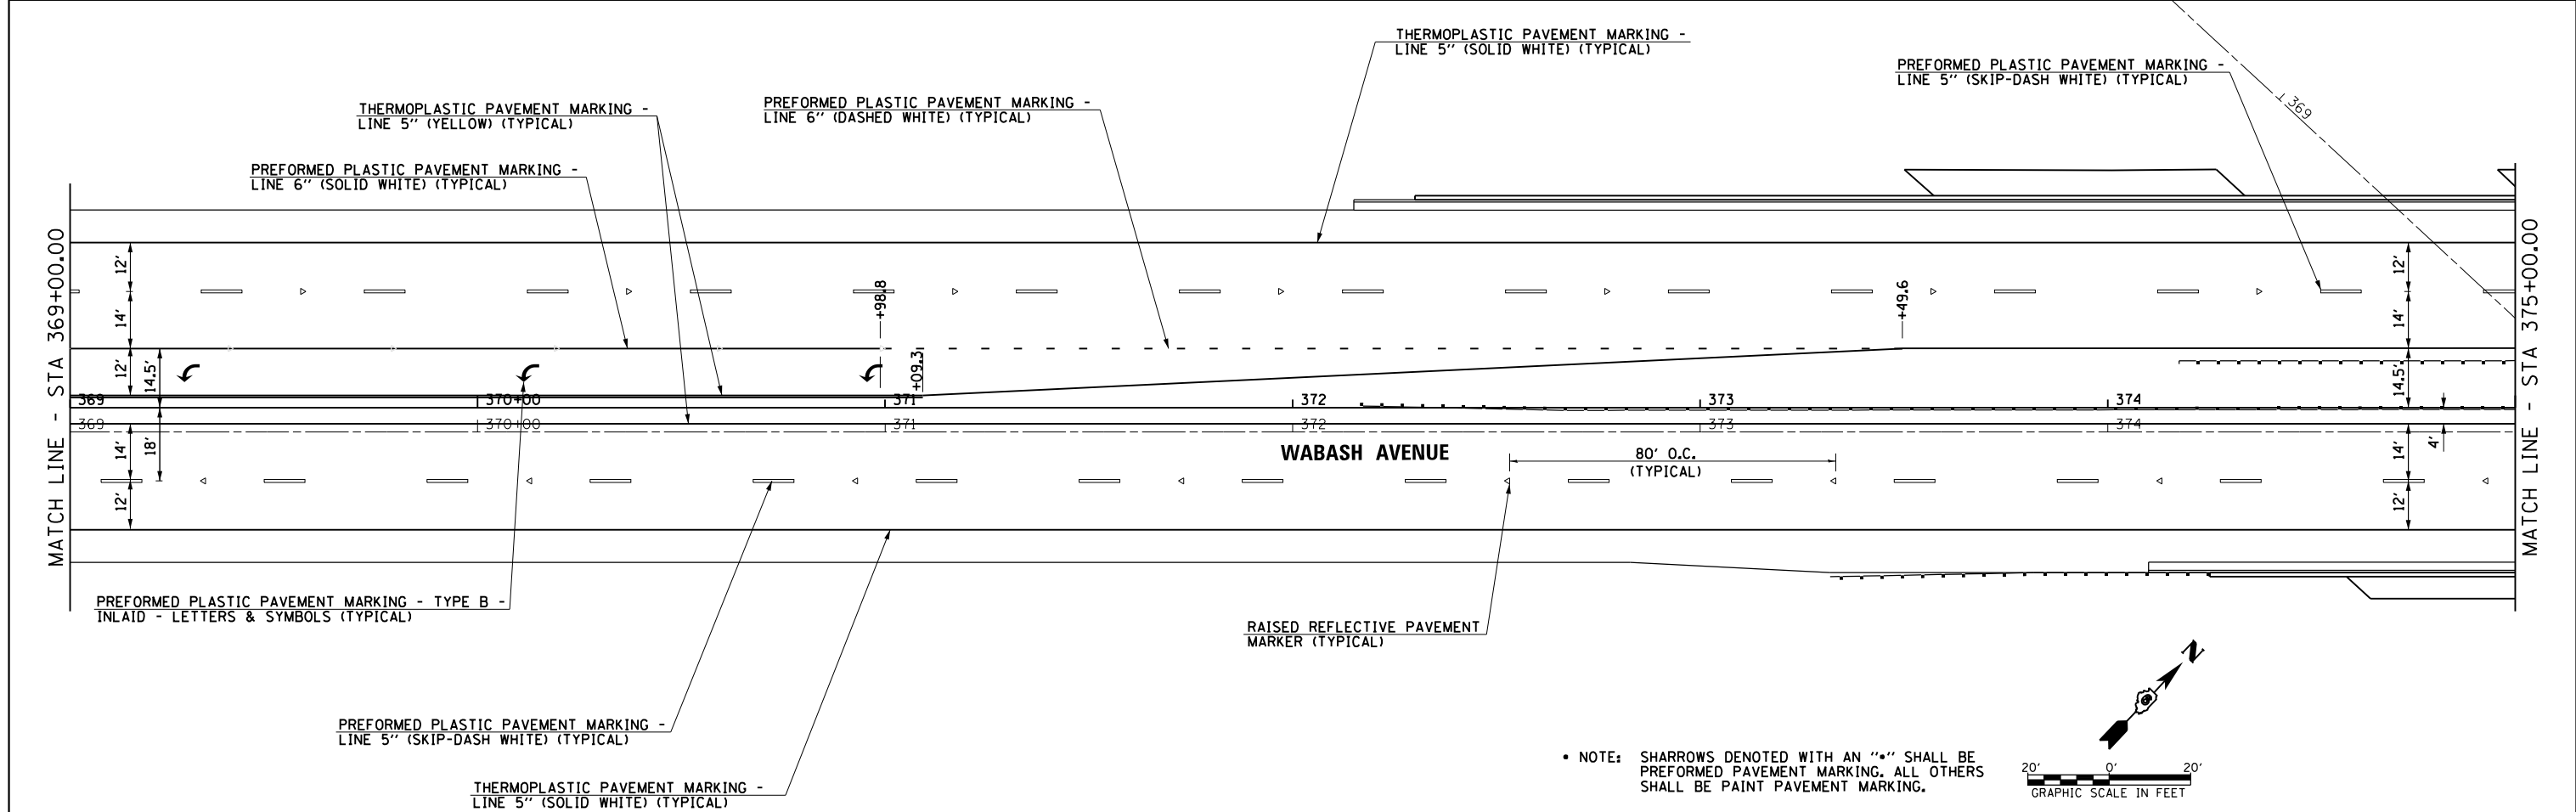 THERMOPLASTIC PAVEMENT MARKING -
LINE 5'' (SOLID WHITE) (TYPICAL)
PREFORMED PLASTIC PAVEMENT MARKING -
LINE 5'' (SKIP-DASH WHITE) (TYPICAL)
⊥ 369
THERMOPLASTIC PAVEMENT MARKING -
LINE 5'' (YELLOW) (TYPICAL)
PREFORMED PLASTIC PAVEMENT MARKING -
LINE 6'' (DASHED WHITE) (TYPICAL)
PREFORMED PLASTIC PAVEMENT MARKING -
LINE 6'' (SOLID WHITE) (TYPICAL)
MATCH LINE - STA 369+00.00
12'
14'
12'
14.5'
14'
18'
12'
+98.8
+09.3
+49.6
12'
14'
14.5'
4'
14'
12'
MATCH LINE - STA 375+00.00
369
370+00
371
372
373
374
369
370+00
371
372
373
374
WABASH AVENUE
80' O.C.
(TYPICAL)
PREFORMED PLASTIC PAVEMENT MARKING - TYPE B -
INLAID - LETTERS & SYMBOLS (TYPICAL)
RAISED REFLECTIVE PAVEMENT
MARKER (TYPICAL)
PREFORMED PLASTIC PAVEMENT MARKING -
LINE 5'' (SKIP-DASH WHITE) (TYPICAL)
THERMOPLASTIC PAVEMENT MARKING -
LINE 5'' (SOLID WHITE) (TYPICAL)
• NOTE: SHARROWS DENOTED WITH AN "•" SHALL BE
PREFORMED PAVEMENT MARKING. ALL OTHERS
SHALL BE PAINT PAVEMENT MARKING.
N
20' 0' 20'
GRAPHIC SCALE IN FEET